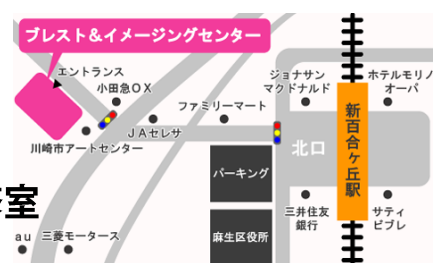 ブレスト&イメージングセンター
エントランス
小田急OX
ジョナサン
マクドナルド
ホテルモリノ
オーパ
ファミリーマート
JAセレサ
川崎市アートセンター
北口
新百合ヶ丘駅
パーキング
室
三井住友
銀行
サティ
ビブレ
au
三菱モータース
麻生区役所